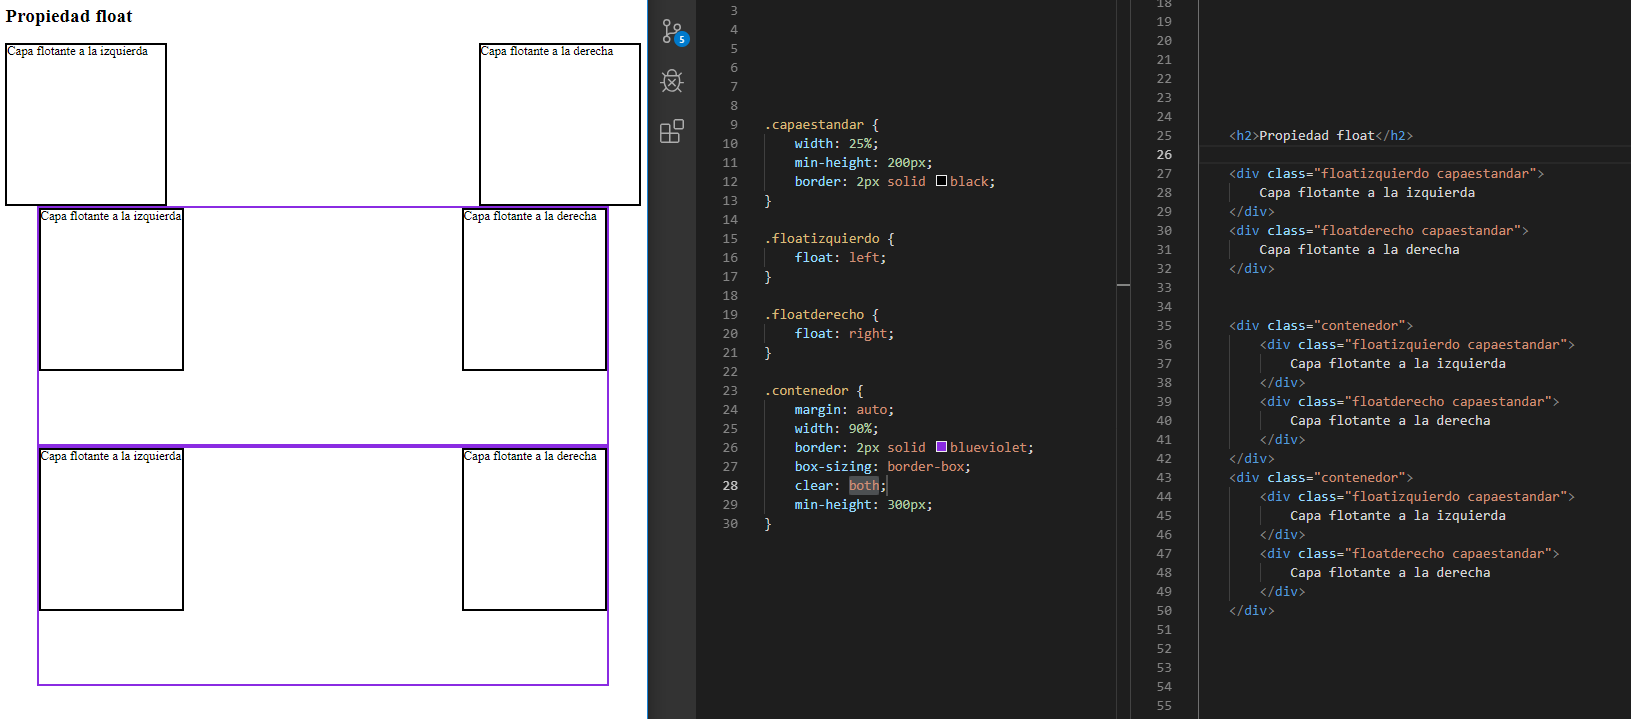 Propiedad float
Capa flotante a la izquierda
Capa flotante a la derecha
Capa flotante a la izquierda
Capa flotante a la derecha
Capa flotante a la izquierda
Capa flotante a la derecha
5
3
4
5
6
7
8
9 .capaestandar {
10 width: 25%;
11 min-height: 200px;
12 border: 2px solid black;
13 }
14
15 .floatizquierdo {
16 float: left;
17 }
18
19 .floatderecho {
20 float: right;
21 }
22
23 .contenedor {
24 margin: auto;
25 width: 90%;
26 border: 2px solid blueviolet;
27 box-sizing: border-box;
28 clear: both;
29 min-height: 300px;
30 }
18
19
20
21
22
23
24
25 <h2>Propiedad float</h2>
26
27 <div class="floatizquierdo capaestandar">
28 Capa flotante a la izquierda
29 </div>
30 <div class="floatderecho capaestandar">
31 Capa flotante a la derecha
32 </div>
33
34
35 <div class="contenedor">
36 <div class="floatizquierdo capaestandar">
37 Capa flotante a la izquierda
38 </div>
39 <div class="floatderecho capaestandar">
40 Capa flotante a la derecha
41 </div>
42 </div>
43 <div class="contenedor">
44 <div class="floatizquierdo capaestandar">
45 Capa flotante a la izquierda
46 </div>
47 <div class="floatderecho capaestandar">
48 Capa flotante a la derecha
49 </div>
50 </div>
51
52
53
54
55